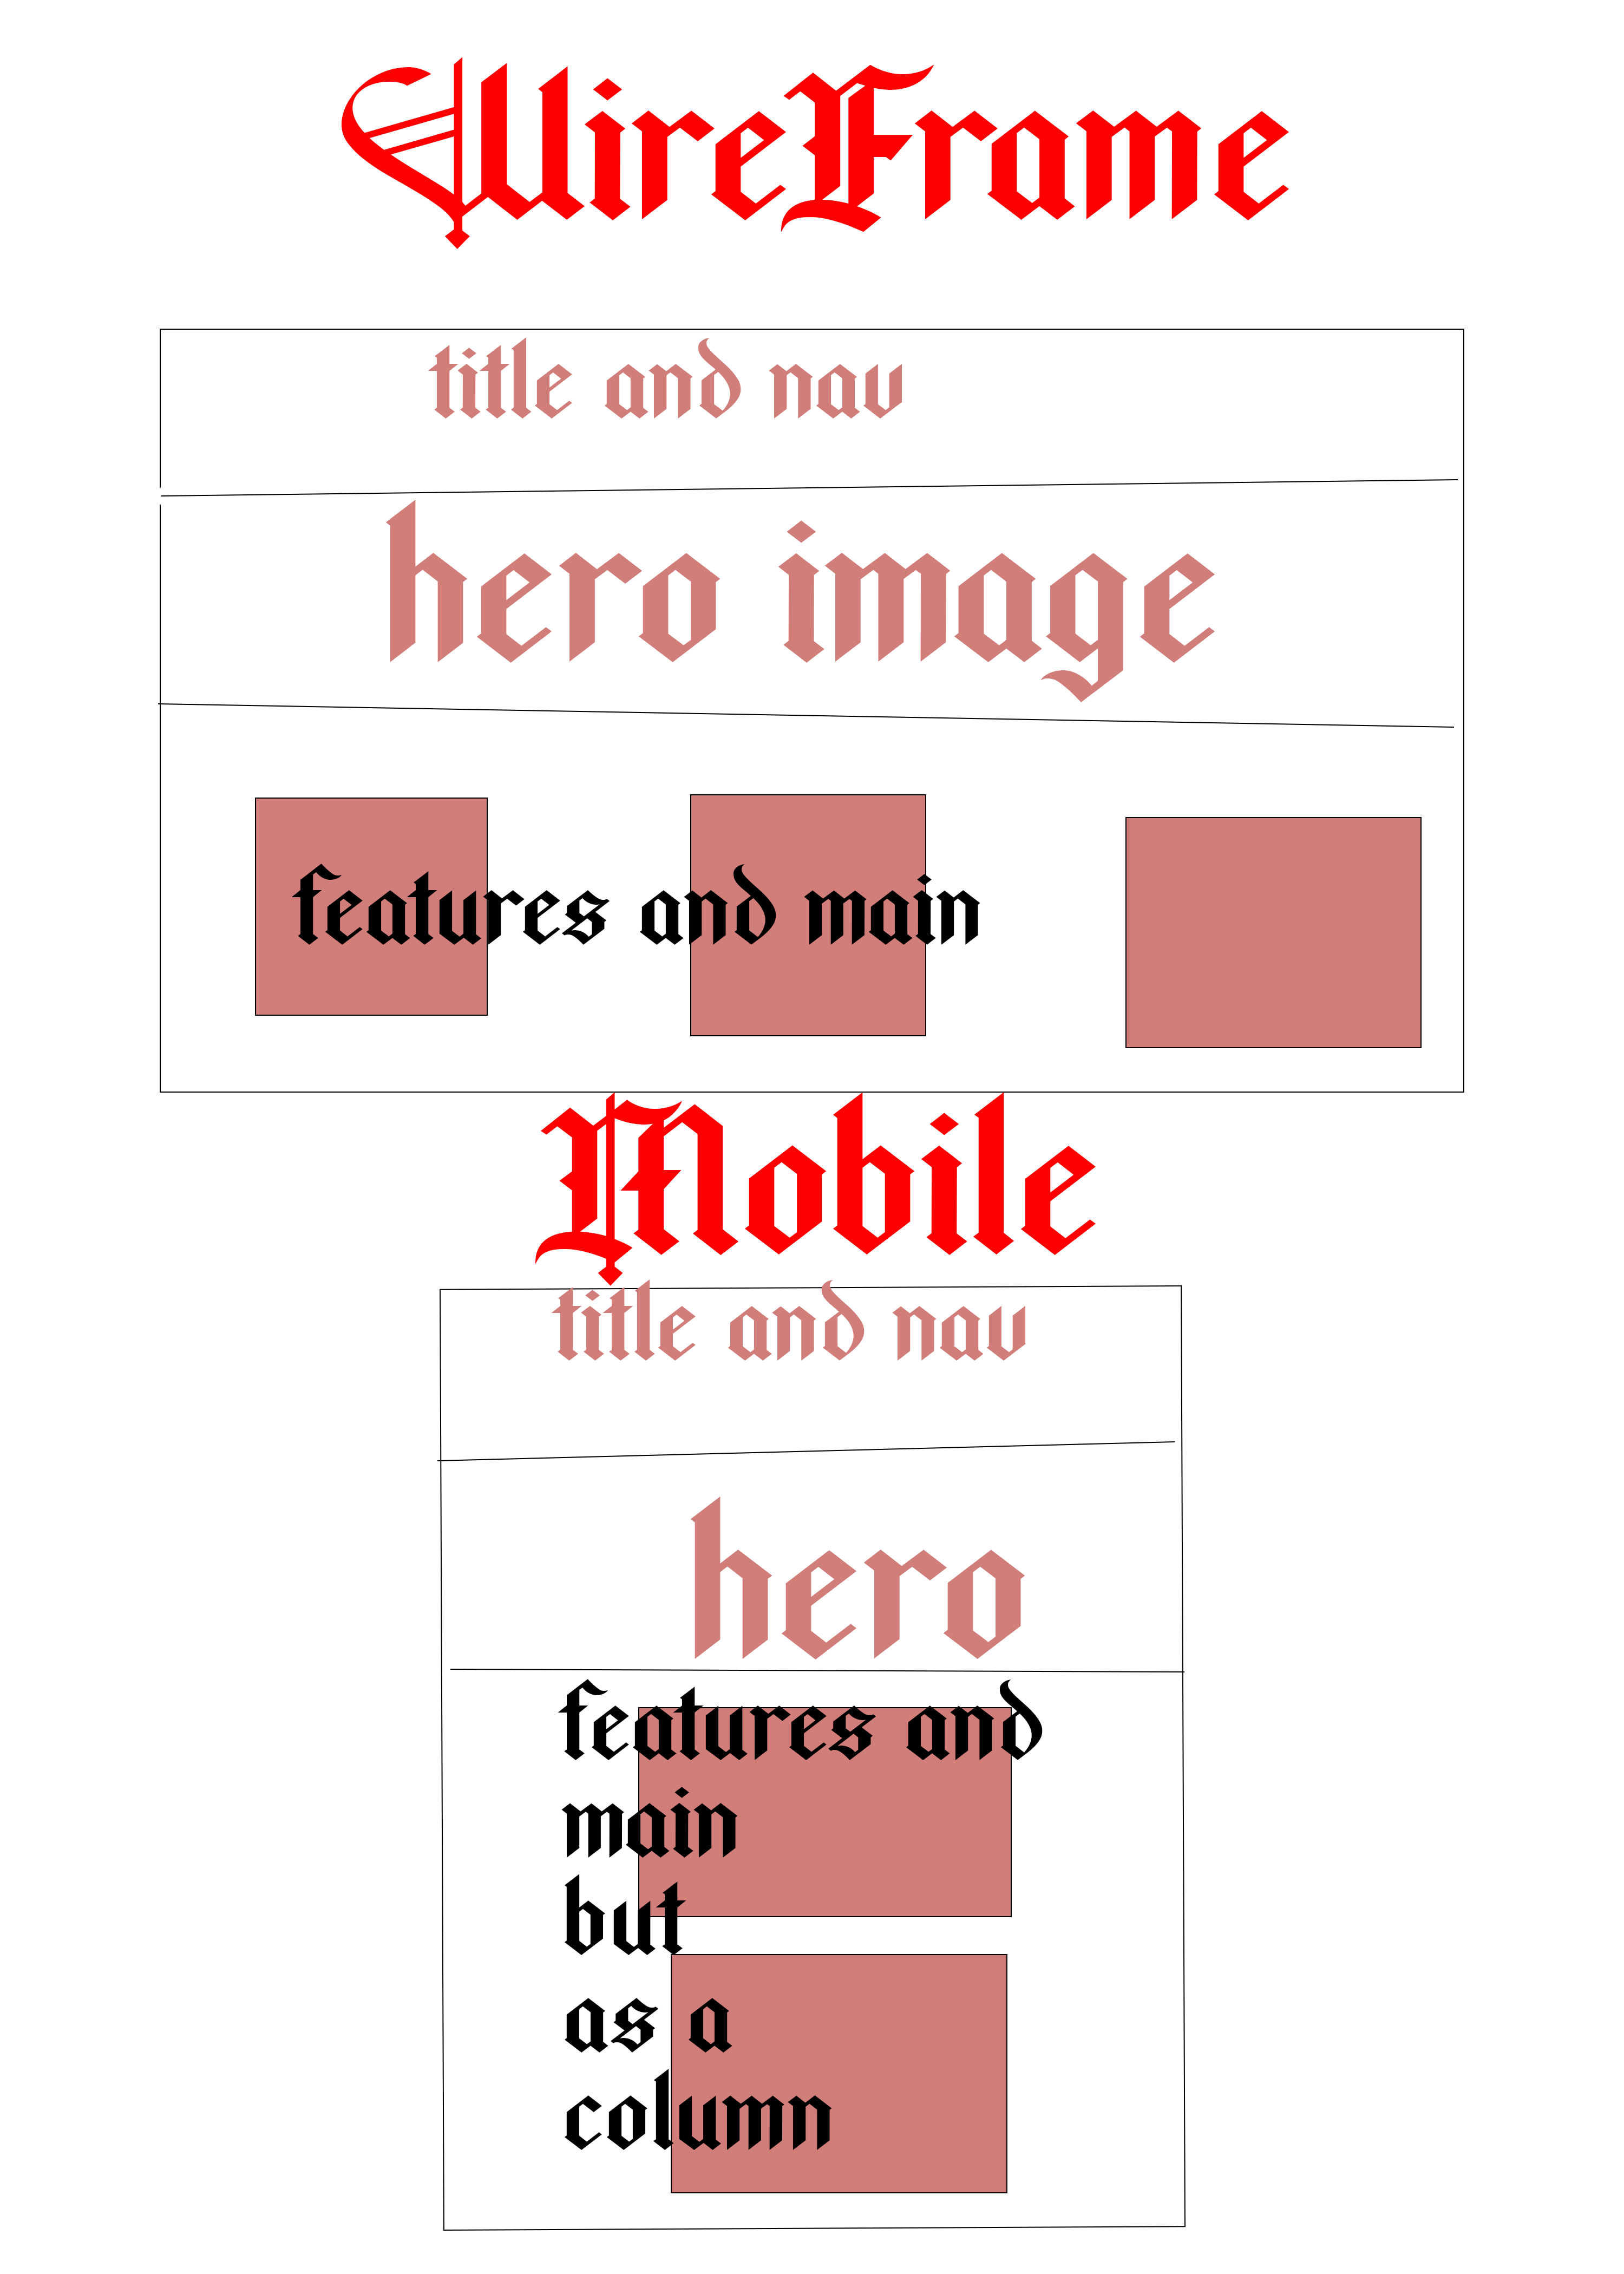 WireFrame
title and nav
hero image
features and main
Mobile
title and nav
hero
features and
main
but
as a
column